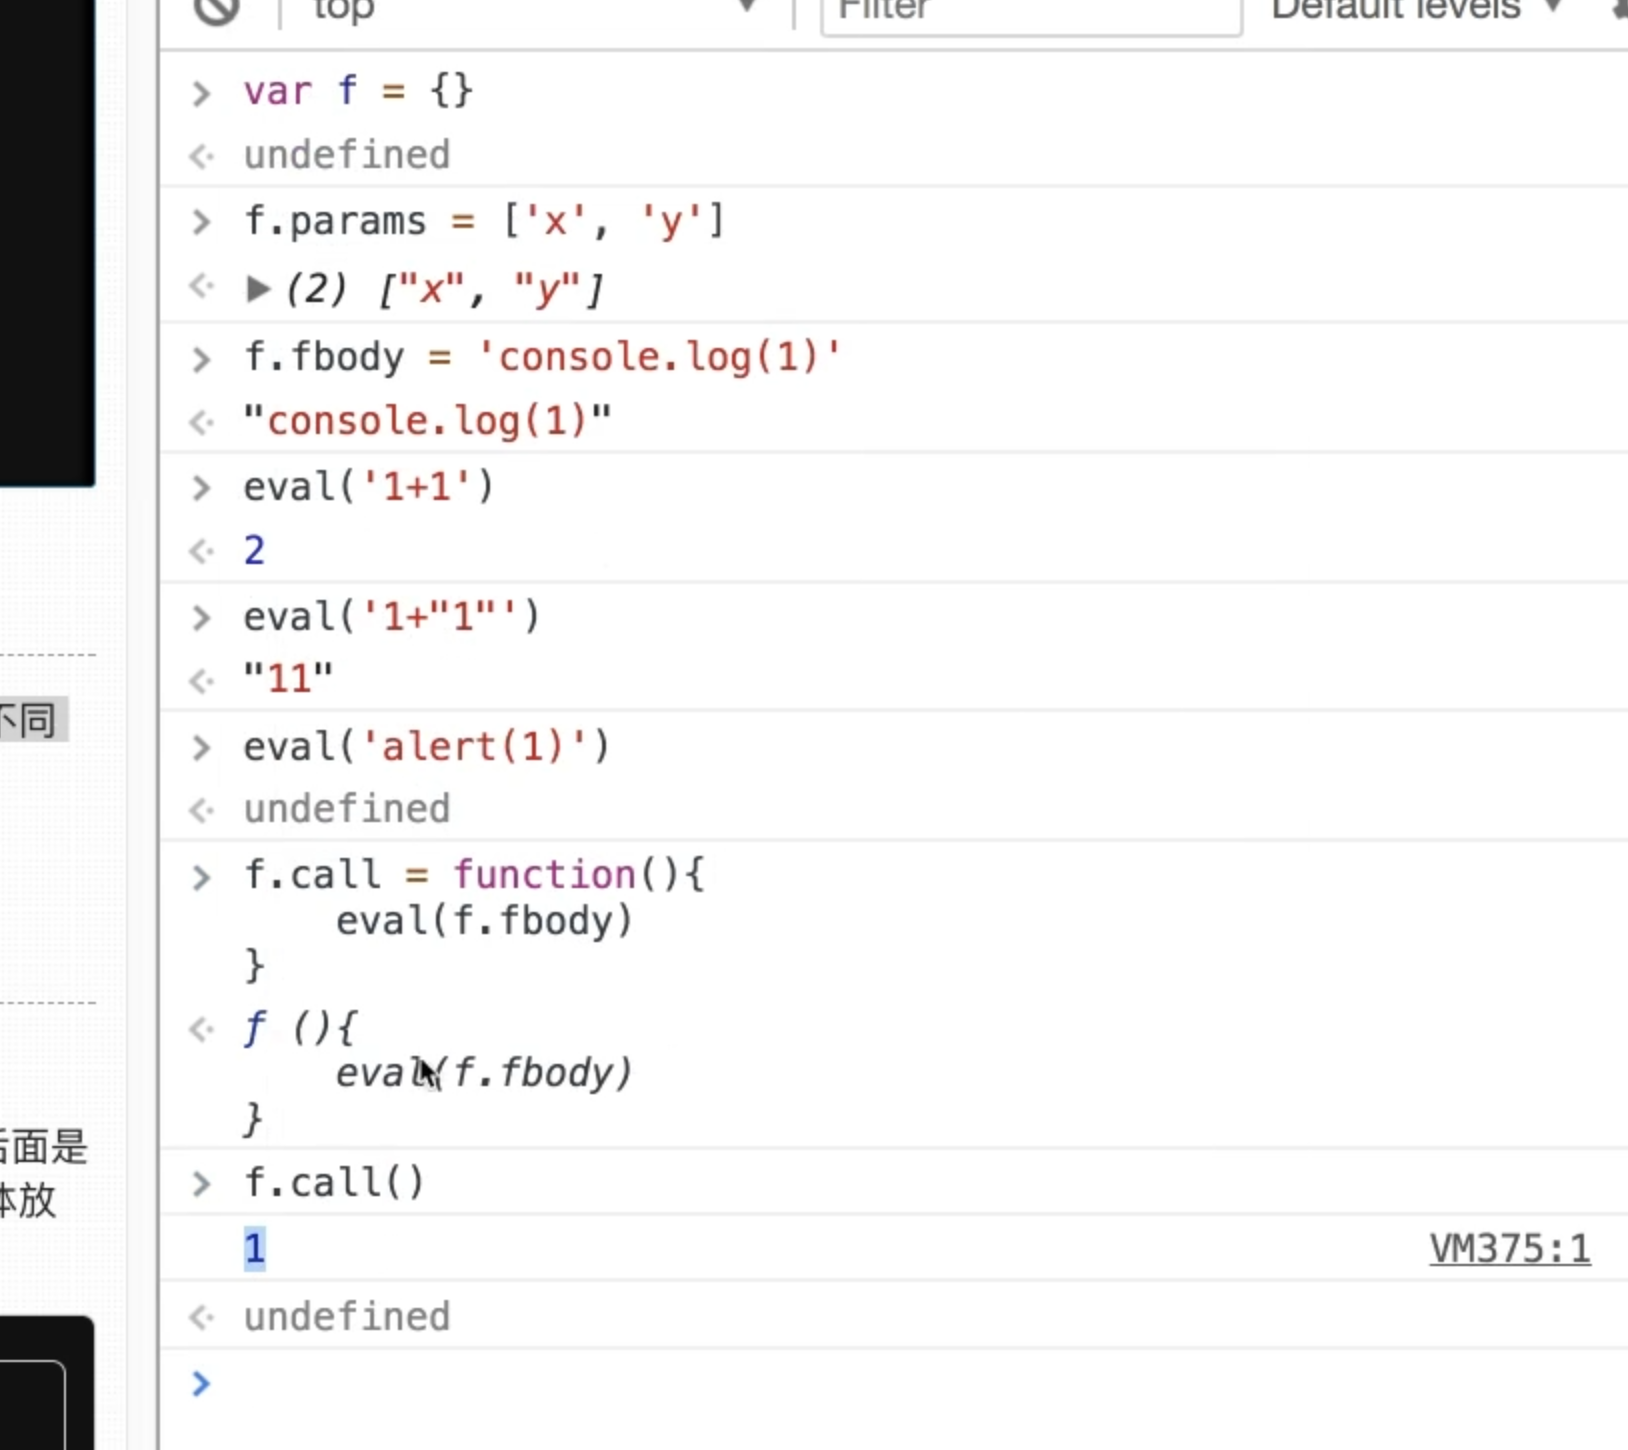 top Filter Default levels
> var f = {}
undefined
> f.params = ['x', 'y']
(2) ["x", "y"]
> f.fbody = 'console.log(1)'
"console.log(1)"
> eval('1+1')
2
> eval('1+"1"')
"11"
不同
> eval('alert(1)')
undefined
> f.call = function(){
eval(f.fbody)
}
ƒ (){
eval(f.fbody)
}
后面是
> f.call()
体放
1 VM375:1
undefined
>